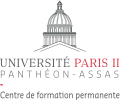 UNIVERSITÉ PARIS II
PANTHÉON-ASSAS
Centre de formation permanente